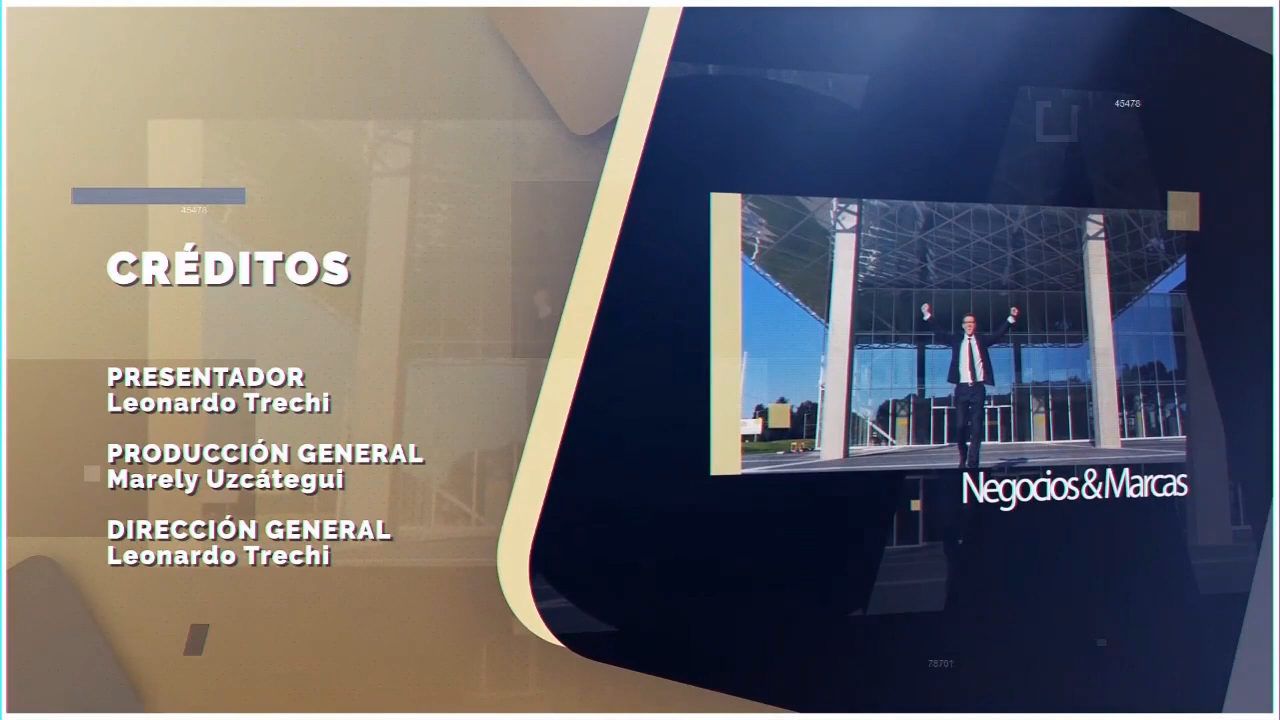 45478
CRÉDITOS
PRESENTADOR
Leonardo Trechi
PRODUCCIÓN GENERAL
Marely Uzcátegui
DIRECCIÓN GENERAL
Leonardo Trechi
45478
Negocios&Marcas
78701